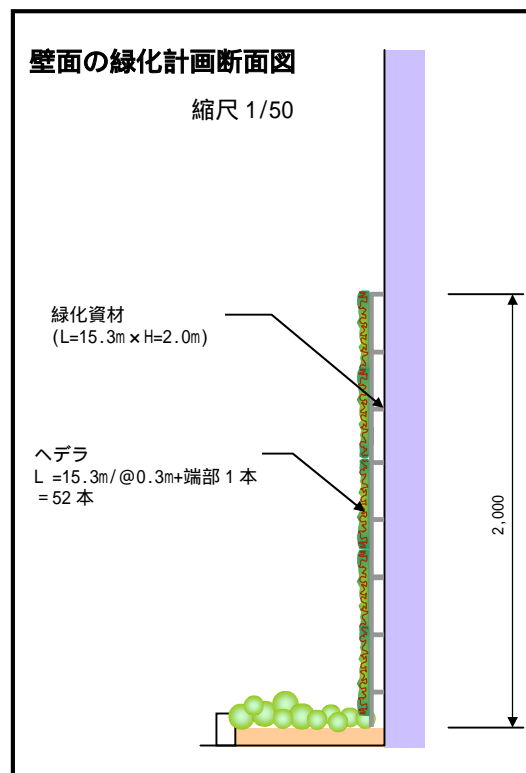 壁面の緑化計画断面図
縮尺 1/50
緑化資材
(L=15.3m×H=2.0m)
ヘデラ
L =15.3m/@0.3m+端部 1 本
= 52 本
2,000